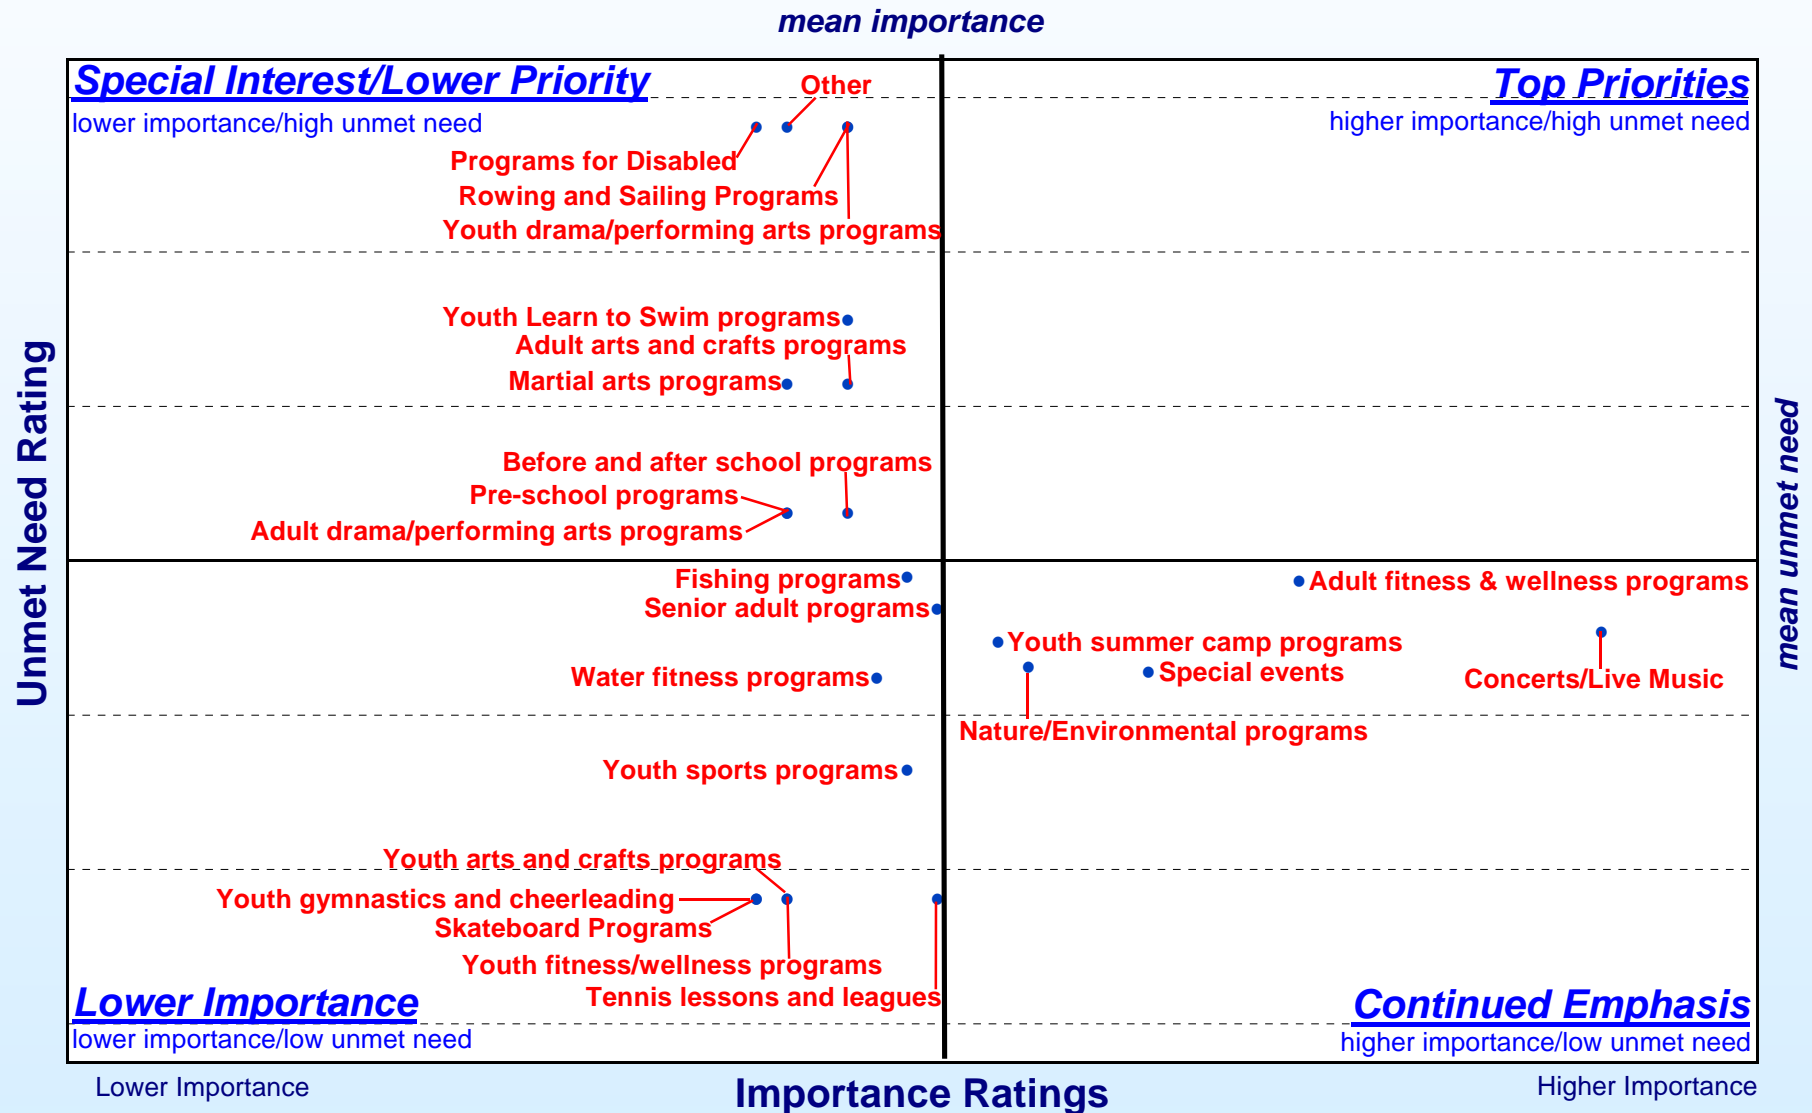 mean importance
Special Interest/Lower Priority
Other
Top Priorities
lower importance/high unmet need
higher importance/high unmet need
Programs for Disabled
Rowing and Sailing Programs
Youth drama/performing arts programs
Youth Learn to Swim programs
Adult arts and crafts programs
Martial arts programs
Unmet Need Rating
mean unmet need
Before and after school programs
Pre-school programs
Adult drama/performing arts programs
Fishing programs
Adult fitness & wellness programs
Senior adult programs
Youth summer camp programs
Water fitness programs
Special events
Concerts/Live Music
Nature/Environmental programs
Youth sports programs
Youth arts and crafts programs
Youth gymnastics and cheerleading
Skateboard Programs
Youth fitness/wellness programs
Tennis lessons and leagues
Lower Importance
Continued Emphasis
lower importance/low unmet need
higher importance/low unmet need
Lower Importance
Importance Ratings
Higher Importance